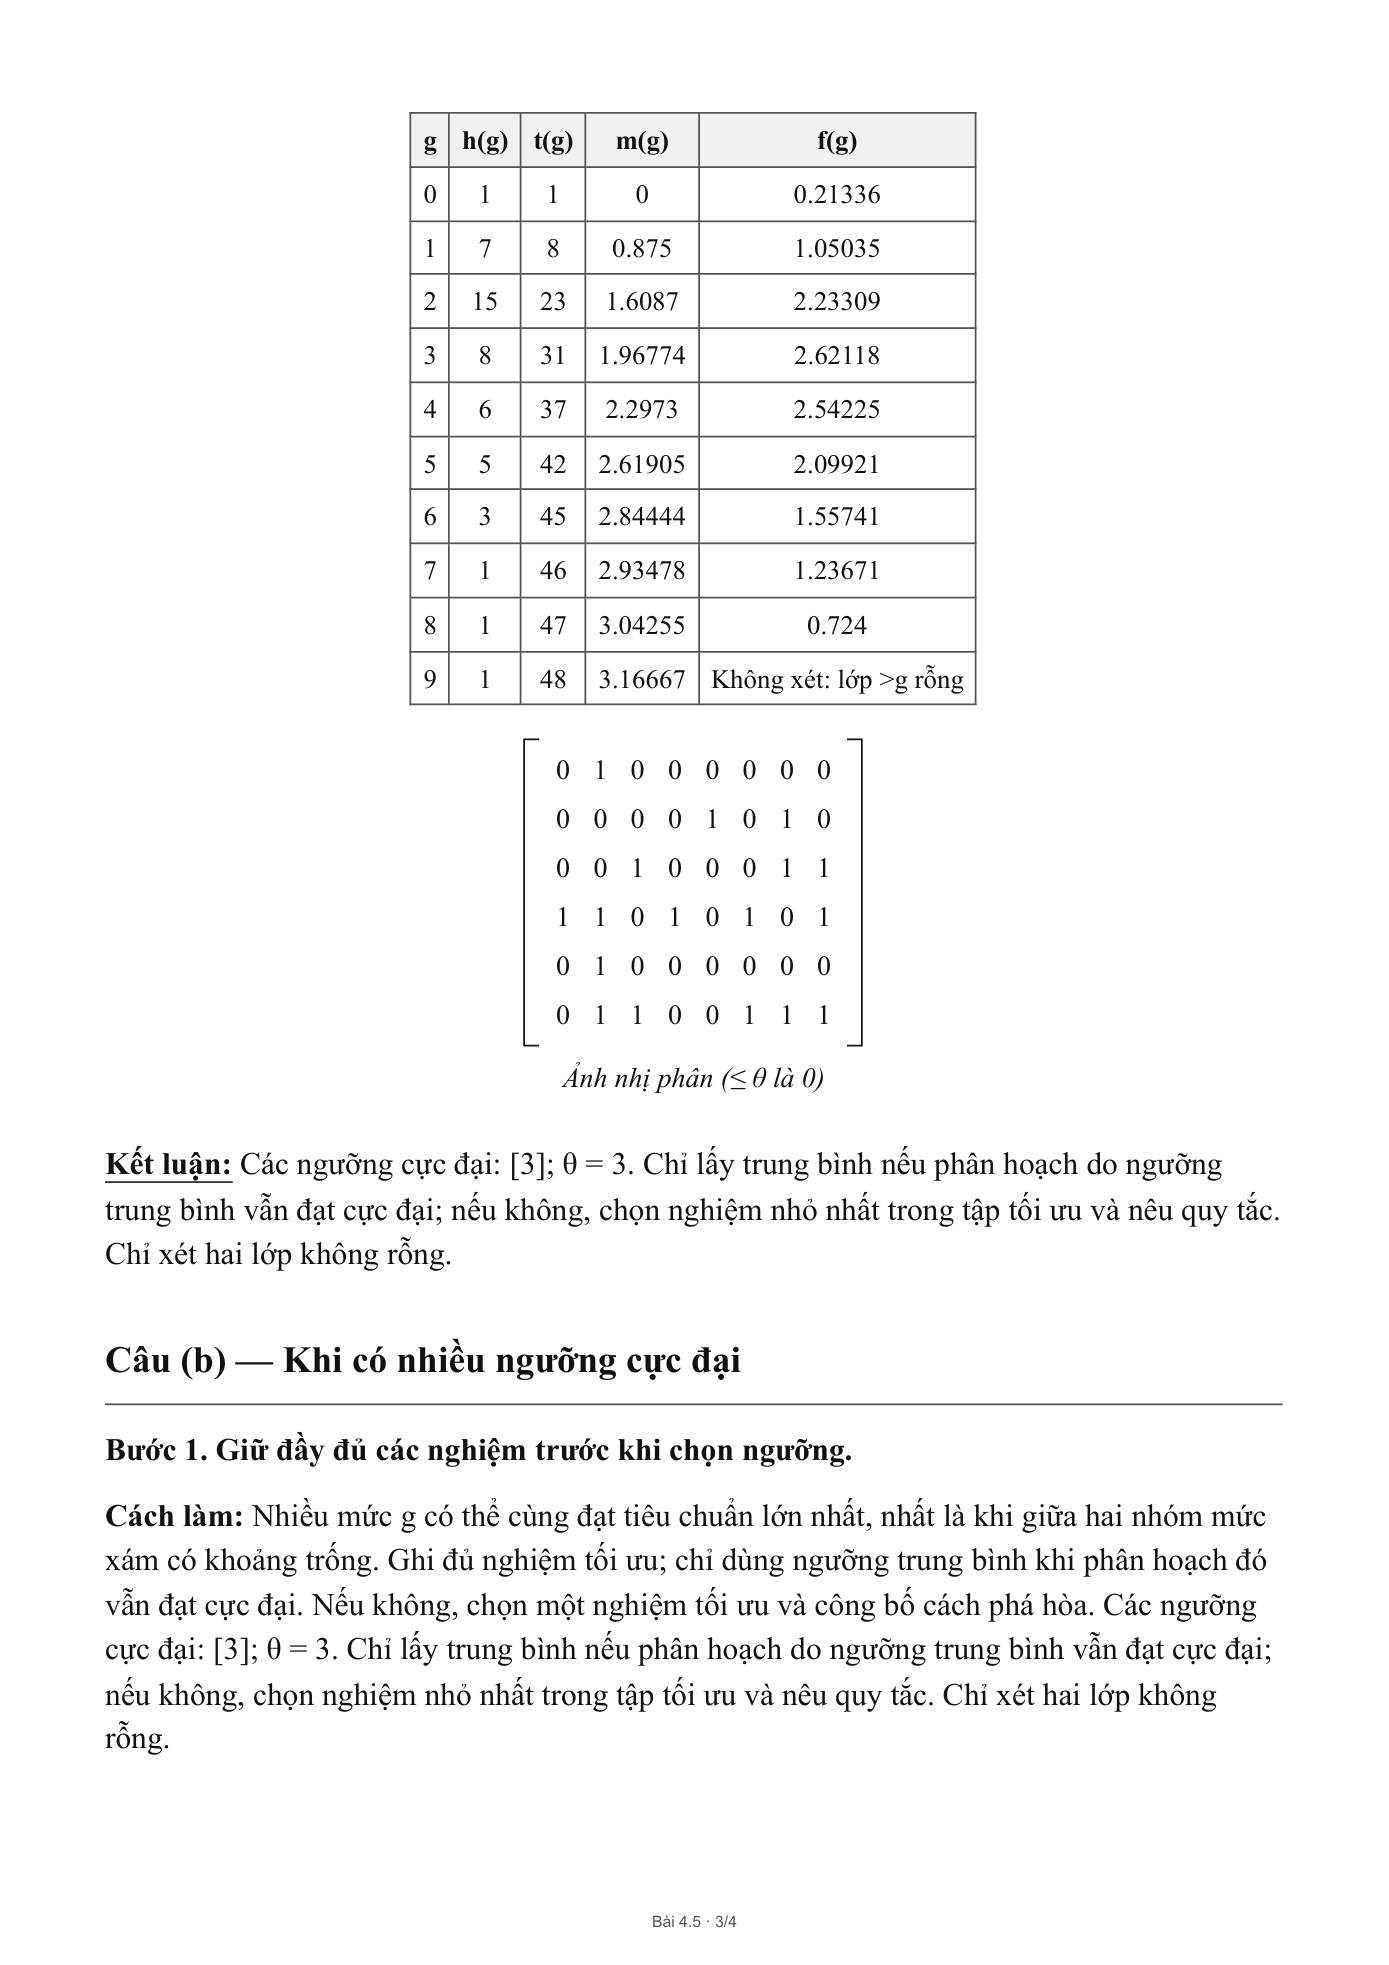 g h(g) t(g) m(g) f(g)
0 1 1 0 0.21336
1 7 8 0.875 1.05035
2 15 23 1.6087 2.23309
3 8 31 1.96774 2.62118
4 6 37 2.2973 2.54225
5 5 42 2.61905 2.09921
6 3 45 2.84444 1.55741
7 1 46 2.93478 1.23671
8 1 47 3.04255 0.724
9 1 48 3.16667 Không xét: lớp >g rỗng
0 1 0 0 0 0 0 0
0 0 0 0 1 0 1 0
0 0 1 0 0 0 1 1
1 1 0 1 0 1 0 1
0 1 0 0 0 0 0 0
0 1 1 0 0 1 1 1
Ảnh nhị phân (≤ θ là 0)
Kết luận: Các ngưỡng cực đại: [3]; θ = 3. Chỉ lấy trung bình nếu phân hoạch do ngưỡng
trung bình vẫn đạt cực đại; nếu không, chọn nghiệm nhỏ nhất trong tập tối ưu và nêu quy tắc.
Chỉ xét hai lớp không rỗng.
Câu (b) — Khi có nhiều ngưỡng cực đại
Bước 1. Giữ đầy đủ các nghiệm trước khi chọn ngưỡng.
Cách làm: Nhiều mức g có thể cùng đạt tiêu chuẩn lớn nhất, nhất là khi giữa hai nhóm mức
xám có khoảng trống. Ghi đủ nghiệm tối ưu; chỉ dùng ngưỡng trung bình khi phân hoạch đó
vẫn đạt cực đại. Nếu không, chọn một nghiệm tối ưu và công bố cách phá hòa. Các ngưỡng
cực đại: [3]; θ = 3. Chỉ lấy trung bình nếu phân hoạch do ngưỡng trung bình vẫn đạt cực đại;
nếu không, chọn nghiệm nhỏ nhất trong tập tối ưu và nêu quy tắc. Chỉ xét hai lớp không
rỗng.
Bài 4.5 · 3/4